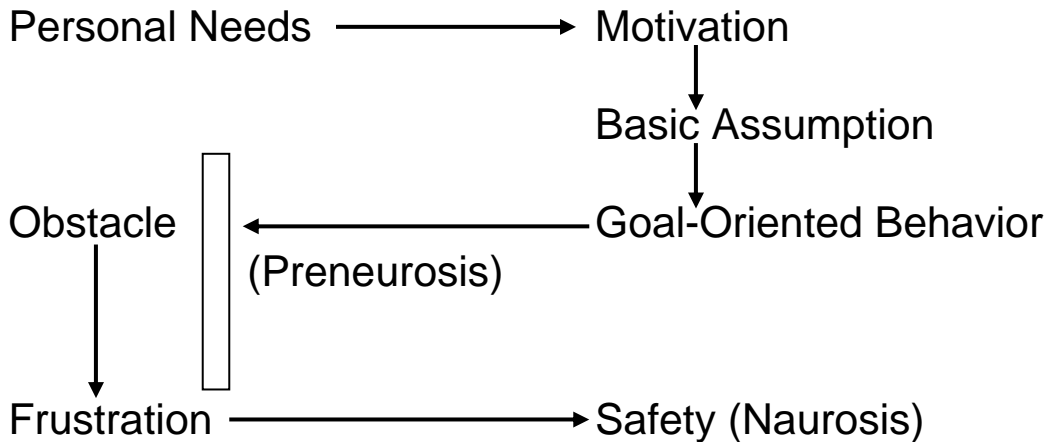 Personal Needs Motivation
Basic Assumption
Obstacle Goal-Oriented Behavior
(Preneurosis)
Frustration Safety (Naurosis)